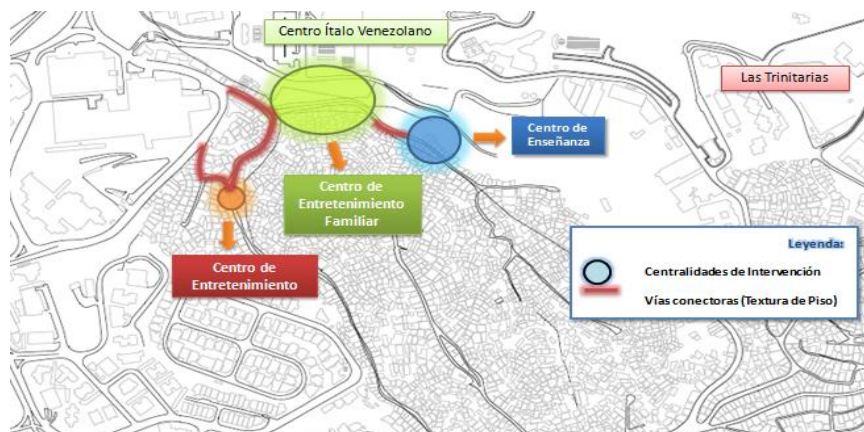 Centro Ítalo Venezolano
Las Trinitarias
Centro de
Enseñanza
Centro de
Entretenimiento
Familiar
Centro de
Entretenimiento
Leyenda:
Centralidades de Intervención
Vías conectoras (Textura de Piso)